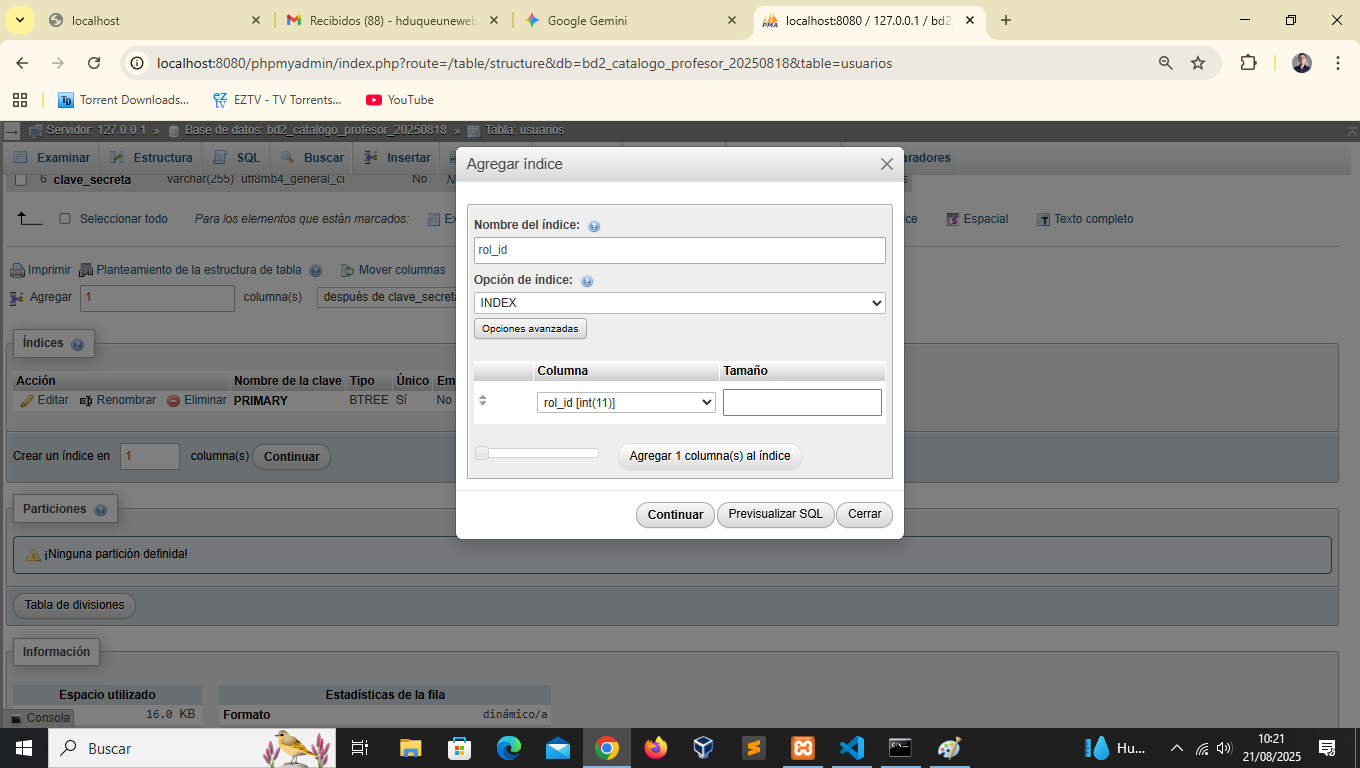 localhost
Recibidos (88) - hduqueuneweb
Google Gemini
localhost:8080 / 127.0.0.1 / bd2_
localhost:8080/phpmyadmin/index.php?route=/table/structure&db=bd2_catalogo_profesor_20250818&table=usuarios
Torrent Downloads...
EZTV - TV Torrents...
YouTube
Servidor: 127.0.0.1 » Base de datos: bd2_catalogo_profesor_20250818 » Tabla: usuarios
Examinar Estructura SQL Buscar Insertar
6 clave_secreta varchar(255) utf8mb4_general_ci No
Seleccionar todo Para los elementos que están marcados: Espacial Texto completo
Imprimir Planteamiento de la estructura de tabla Mover columnas
Agregar 1 columna(s) después de clave_secreta
Índices
Acción Nombre de la clave Tipo Único Em
Editar Renombrar Eliminar PRIMARY BTREE Sí No
Crear un índice en 1 columna(s) Continuar
Particiones
¡Ninguna partición definida!
Tabla de divisiones
Información
Espacio utilizado Estadísticas de la fila
16.0 KB Formato dinámico/a
Consola
Agregar índice
Nombre del índice:
rol_id
Opción de índice:
INDEX
Opciones avanzadas
Columna Tamaño
rol_id [int(11)]
Agregar 1 columna(s) al índice
Continuar Previsualizar SQL Cerrar
Buscar
Hu...
10:21
21/08/2025